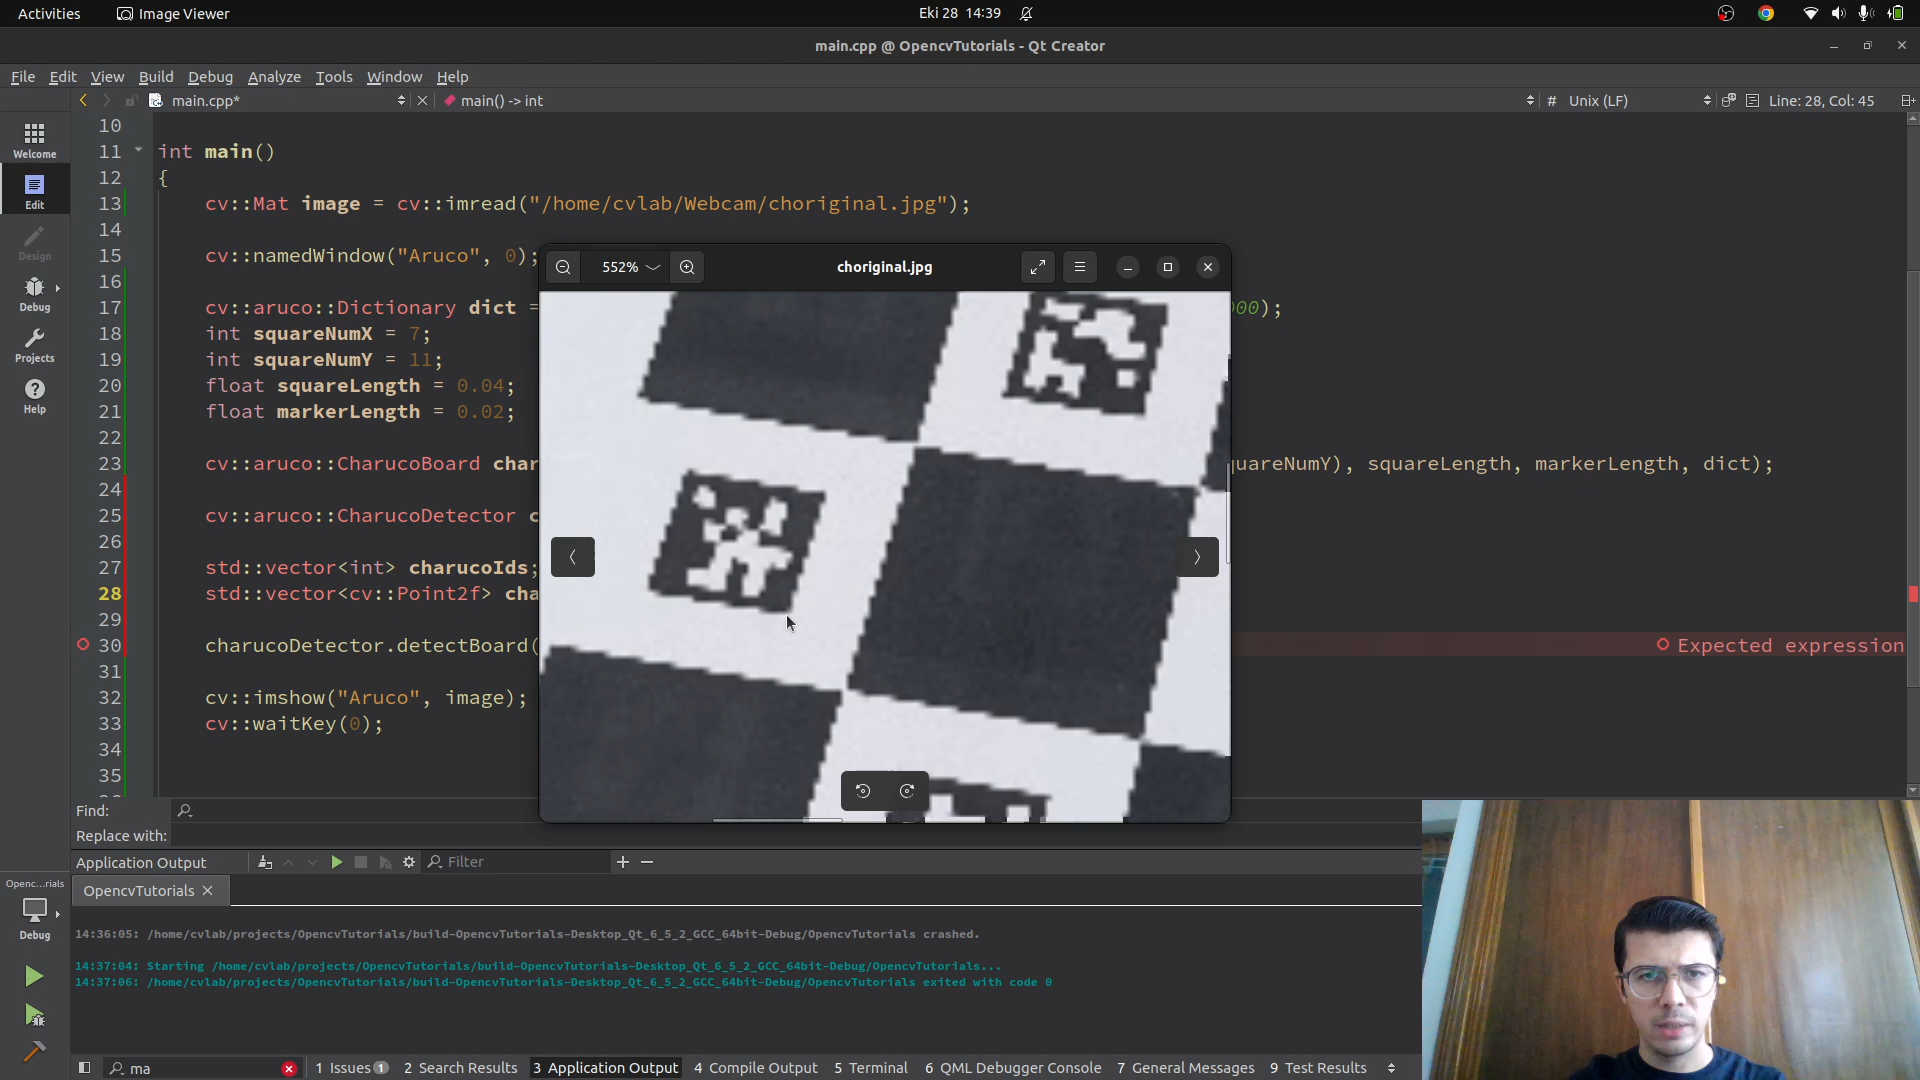 Activities Image Viewer Eki 28 14:39
main.cpp @ OpencvTutorials - Qt Creator
File Edit View Build Debug Analyze Tools Window Help
main.cpp* main() -> int # Unix (LF) Line: 28, Col: 45
Welcome
Edit
Design
Debug
Projects
Help
10
11 int main()
12 {
13 cv::Mat image = cv::imread("/home/cvlab/Webcam/choriginal.jpg");
14
15 cv::namedWindow("Aruco", 0);
16
17 cv::aruco::Dictionary dict = 00);
18 int squareNumX = 7;
19 int squareNumY = 11;
20 float squareLength = 0.04;
21 float markerLength = 0.02;
22
23 cv::aruco::CharucoBoard char quareNumY), squareLength, markerLength, dict);
24
25 cv::aruco::CharucoDetector c
26
27 std::vector<int> charucoIds;
28 std::vector<cv::Point2f> cha
29
30 charucoDetector.detectBoard( Expected expression
31
32 cv::imshow("Aruco", image);
33 cv::waitKey(0);
34
35
552% choriginal.jpg
Find:
Replace with:
Application Output Filter
OpencvTutorials
14:36:05: /home/cvlab/projects/OpencvTutorials/build-OpencvTutorials-Desktop_Qt_6_5_2_GCC_64bit-Debug/OpencvTutorials crashed.
14:37:04: Starting /home/cvlab/projects/OpencvTutorials/build-OpencvTutorials-Desktop_Qt_6_5_2_GCC_64bit-Debug/OpencvTutorials...
14:37:06: /home/cvlab/projects/OpencvTutorials/build-OpencvTutorials-Desktop_Qt_6_5_2_GCC_64bit-Debug/OpencvTutorials exited with code 0
Openc...rials
Debug
ma 1 Issues 1 2 Search Results 3 Application Output 4 Compile Output 5 Terminal 6 QML Debugger Console 7 General Messages 9 Test Results